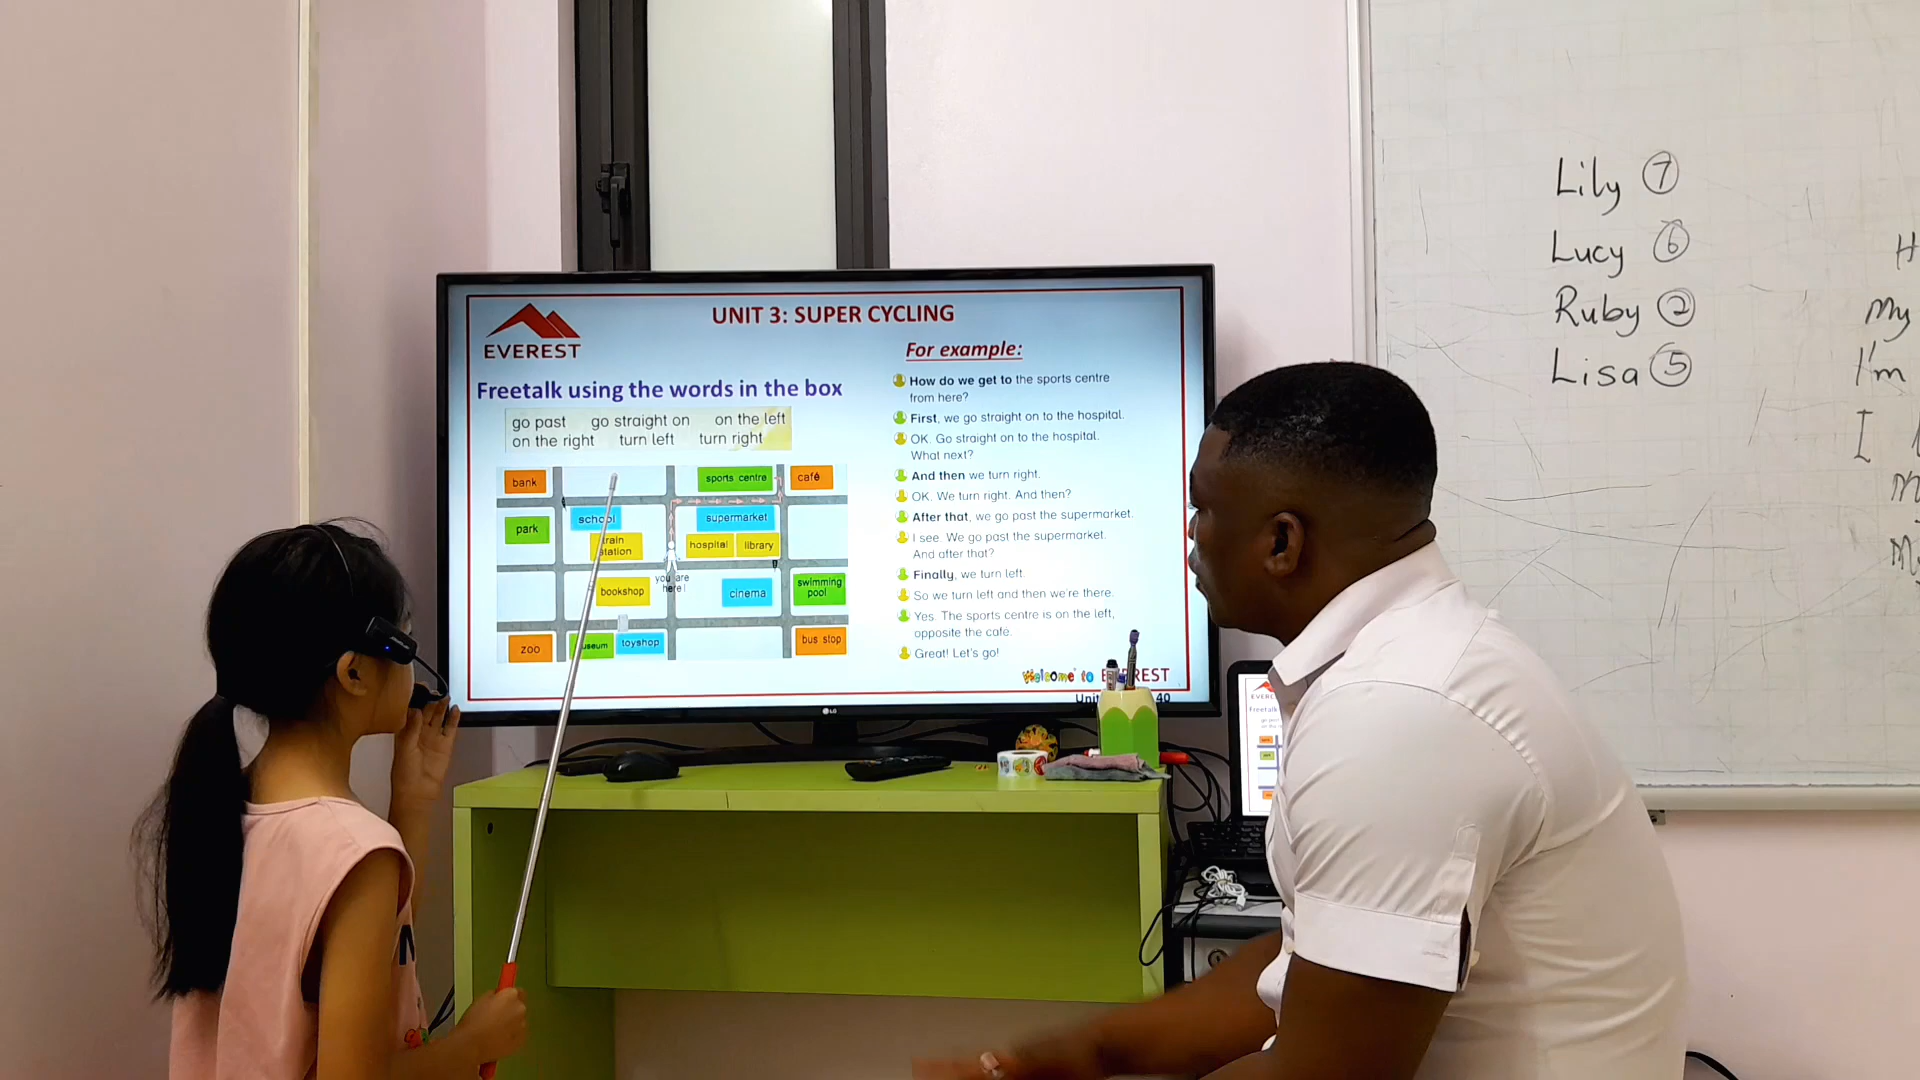 UNIT 3: SUPER CYCLING
EVEREST
Freetalk using the words in the box
go past go straight on on the left
on the right turn left turn right
bank
sports centre
café
park
school
supermarket
train
station
hospital
library
you are
here!
bookshop
cinema
swimming
pool
zoo
toyshop
bus stop
For example:
How do we get to the sports centre
from here?
First, we go straight on to the hospital.
OK. Go straight on to the hospital.
What next?
And then we turn right.
OK. We turn right. And then?
After that, we go past the supermarket.
I see. We go past the supermarket.
And after that?
Finally, we turn left.
So we turn left and then we're there.
Yes. The sports centre is on the left,
opposite the cafe.
Great! Let's go!
Welcome to EVEREST
40
LG
Lily 7
Lucy 6
Ruby 2
Lisa 5
My
I'm
I